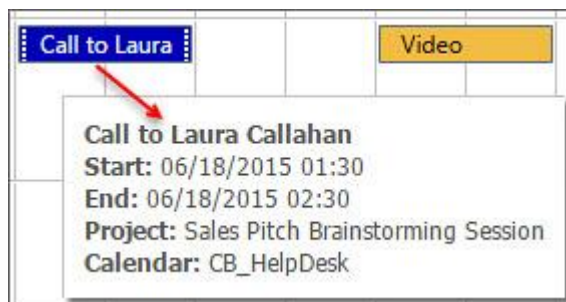 Call to Laura
Video
Call to Laura Callahan
Start: 06/18/2015 01:30
End: 06/18/2015 02:30
Project: Sales Pitch Brainstorming Session
Calendar: CB_HelpDesk